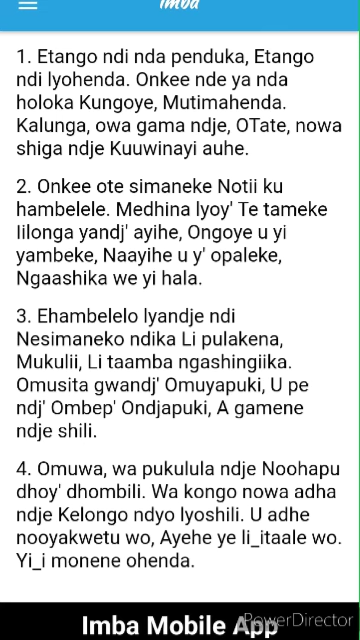 Imba
1. Etango ndi nda penduka, Etango
ndi lyohenda. Onkee nde ya nda
holoka Kungoye, Mutimahenda.
Kalunga, owa gama ndje, OTate, nowa
shiga ndje Kuuwinayi auhe.
2. Onkee ote simaneke Notii ku
hambelele. Medhina lyoy' Te tameke
Iilonga yandj' ayihe, Ongoye u yi
yambeke, Naayihe u y' opaleke,
Ngaashika we yi hala.
3. Ehambelelo lyandje ndi
Nesimaneko ndika Li pulakena,
Mukulii, Li taamba ngashingiika.
Omusita gwandj' Omuyapuki, U pe
ndj' Ombep' Ondjapuki, A gamene
ndje shili.
4. Omuwa, wa pukulula ndje Noohapu
dhoy' dhombili. Wa kongo nowa adha
ndje Kelongo ndyo lyoshili. U adhe
nooyakwetu wo, Ayehe ye li_itaale wo.
Yi_i monene ohenda.
Imba Mobile App
PowerDirector